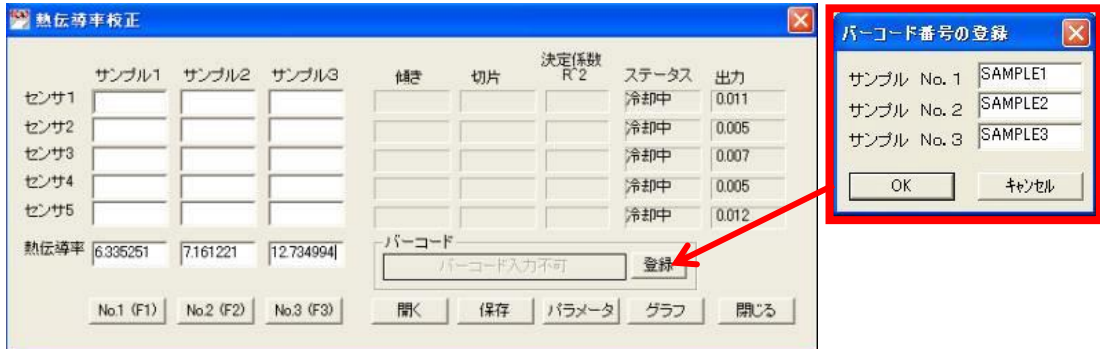 熱伝導率校正
サンプル1 サンプル2 サンプル3 傾き 切片 決定係数 R^2 ステータス 出力
センサ1 冷却中 0.011
センサ2 冷却中 0.005
センサ3 冷却中 0.007
センサ4 冷却中 0.005
センサ5 冷却中 0.012
熱伝導率 6.335251 7.161221 12.734994
バーコード
バーコード入力不可 登録
No.1 (F1) No.2 (F2) No.3 (F3) 開く 保存 パラメータ グラフ 閉じる
バーコード番号の登録
サンプル No. 1 SAMPLE1
サンプル No. 2 SAMPLE2
サンプル No. 3 SAMPLE3
OK キャンセル